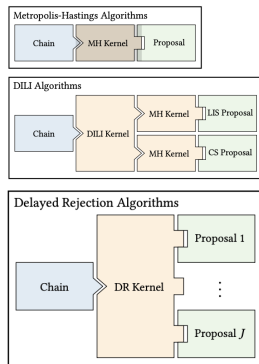 Metropolis-Hastings Algorithms
Chain
MH Kernel
Proposal
DILI Algorithms
Chain
DILI Kernel
MH Kernel
LIS Proposal
MH Kernel
CS Proposal
Delayed Rejection Algorithms
Chain
DR Kernel
Proposal 1
⋮
Proposal J